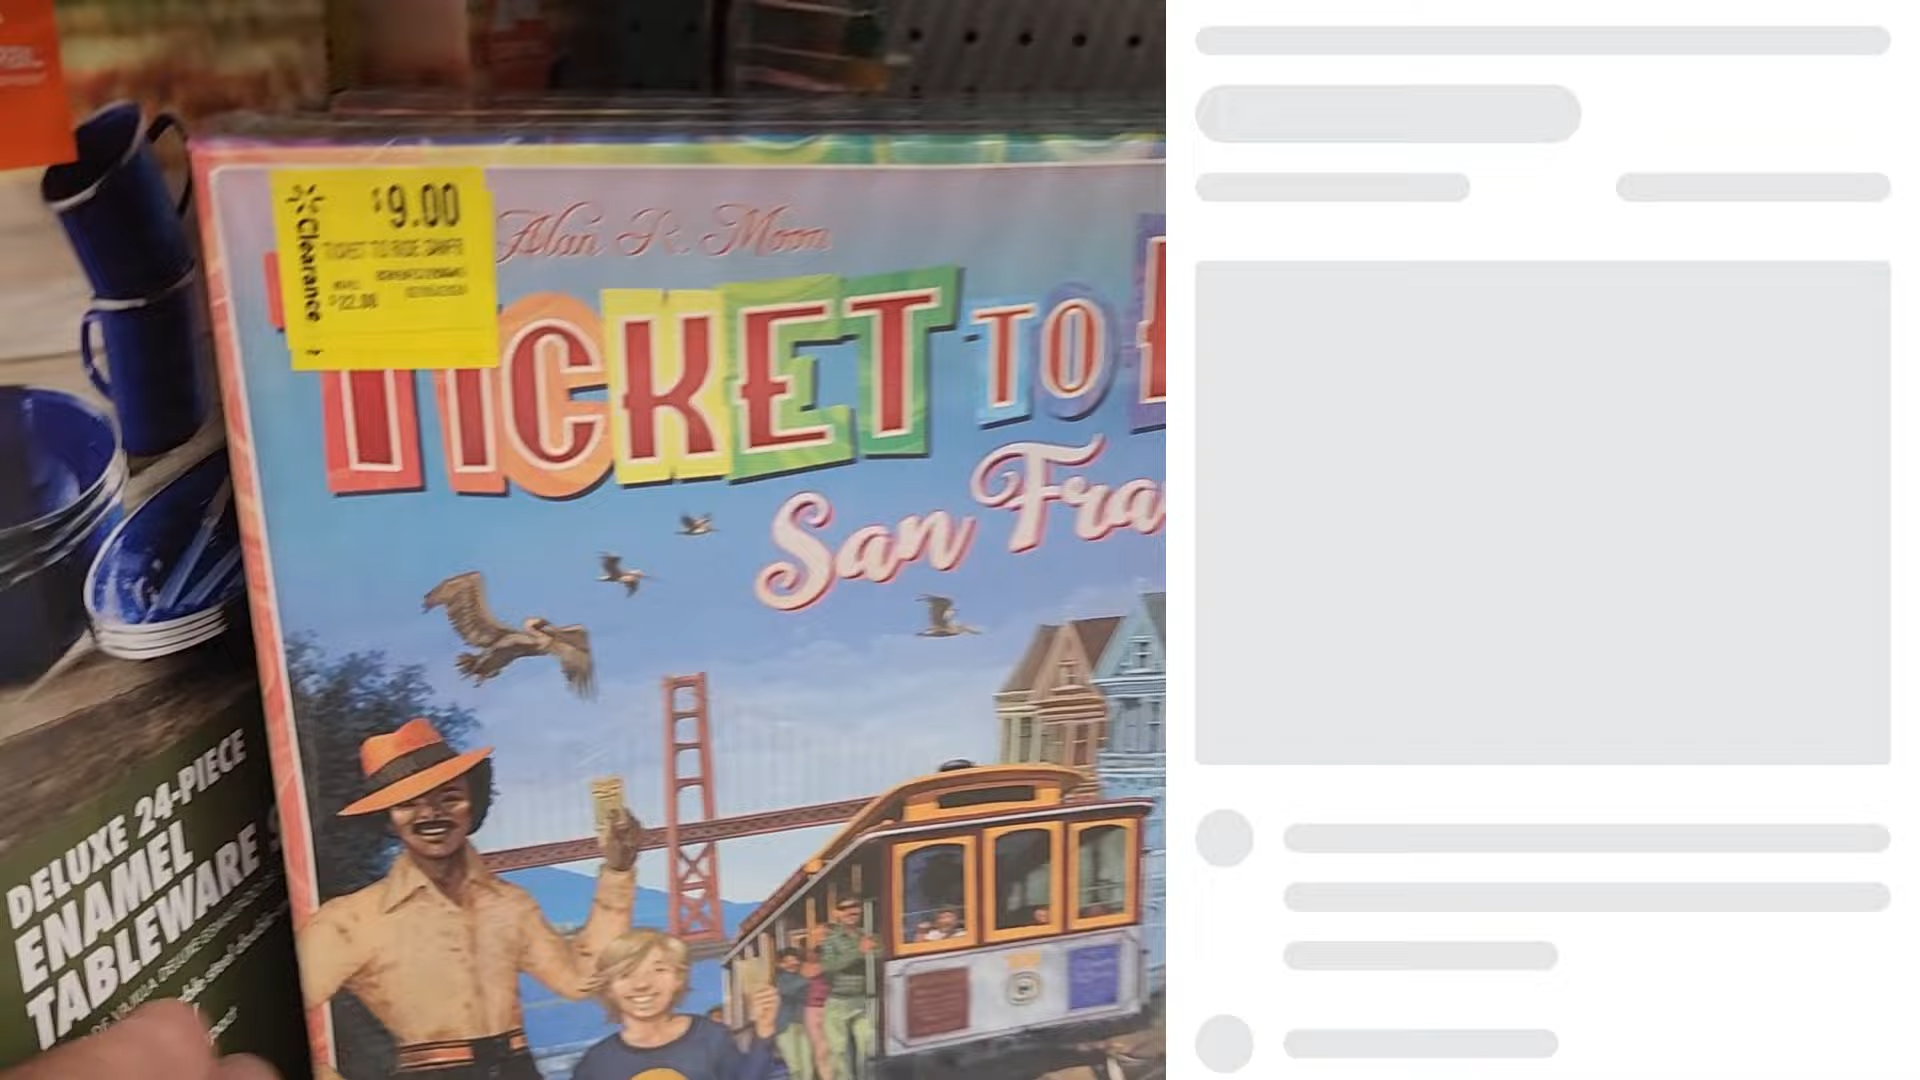 $9.00
Clearance
TICKET TO RIDE SANFR
$22.00
Alan R. Moon
TICKET TO
San Fra
DELUXE 24-PIECE
ENAMEL
TABLEWARE